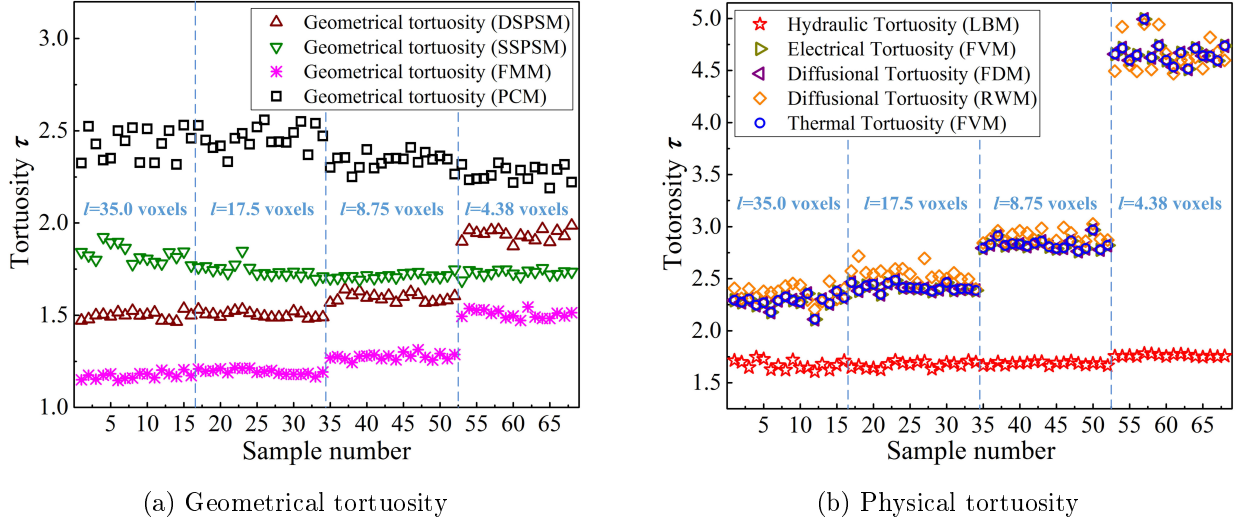 Geometrical tortuosity (DSPSM)
Geometrical tortuosity (SSPSM)
Geometrical tortuosity (FMM)
Geometrical tortuosity (PCM)
3.0
2.5
2.0
1.5
1.0
Tortuosity τ
l=35.0 voxels
l=17.5 voxels
l=8.75 voxels
l=4.38 voxels
5 10 15 20 25 30 35 40 45 50 55 60 65
Sample number
(a) Geometrical tortuosity
Hydraulic Tortuosity (LBM)
Electrical Tortuosity (FVM)
Diffusional Tortuosity (FDM)
Diffusional Tortuosity (RWM)
Thermal Tortuosity (FVM)
5.0
4.5
4.0
3.5
3.0
2.5
2.0
1.5
Totorosity τ
l=35.0 voxels
l=17.5 voxels
l=8.75 voxels
l=4.38 voxels
5 10 15 20 25 30 35 40 45 50 55 60 65
Sample number
(b) Physical tortuosity